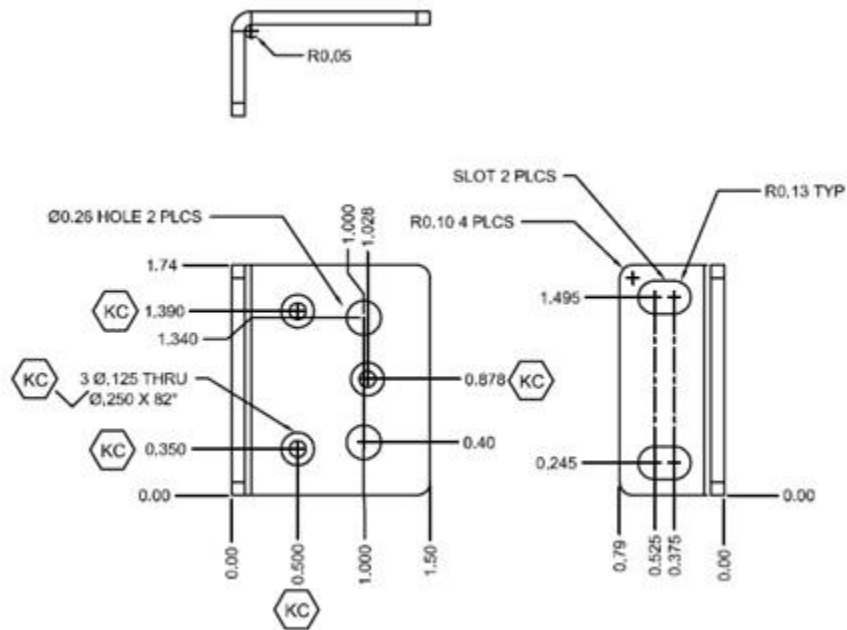 R0.05
SLOT 2 PLCS
R0.13 TYP
Ø0.26 HOLE 2 PLCS
1.000
1.028
R0.10 4 PLCS
1.74
KC
1.390
1.495
1.340
KC
3 Ø.125 THRU
Ø.250 X 82°
0.878
KC
KC
0.350
0.40
0.245
0.00
0.00
0.00
0.500
1.000
1.50
0.79
0.525
0.375
0.00
KC